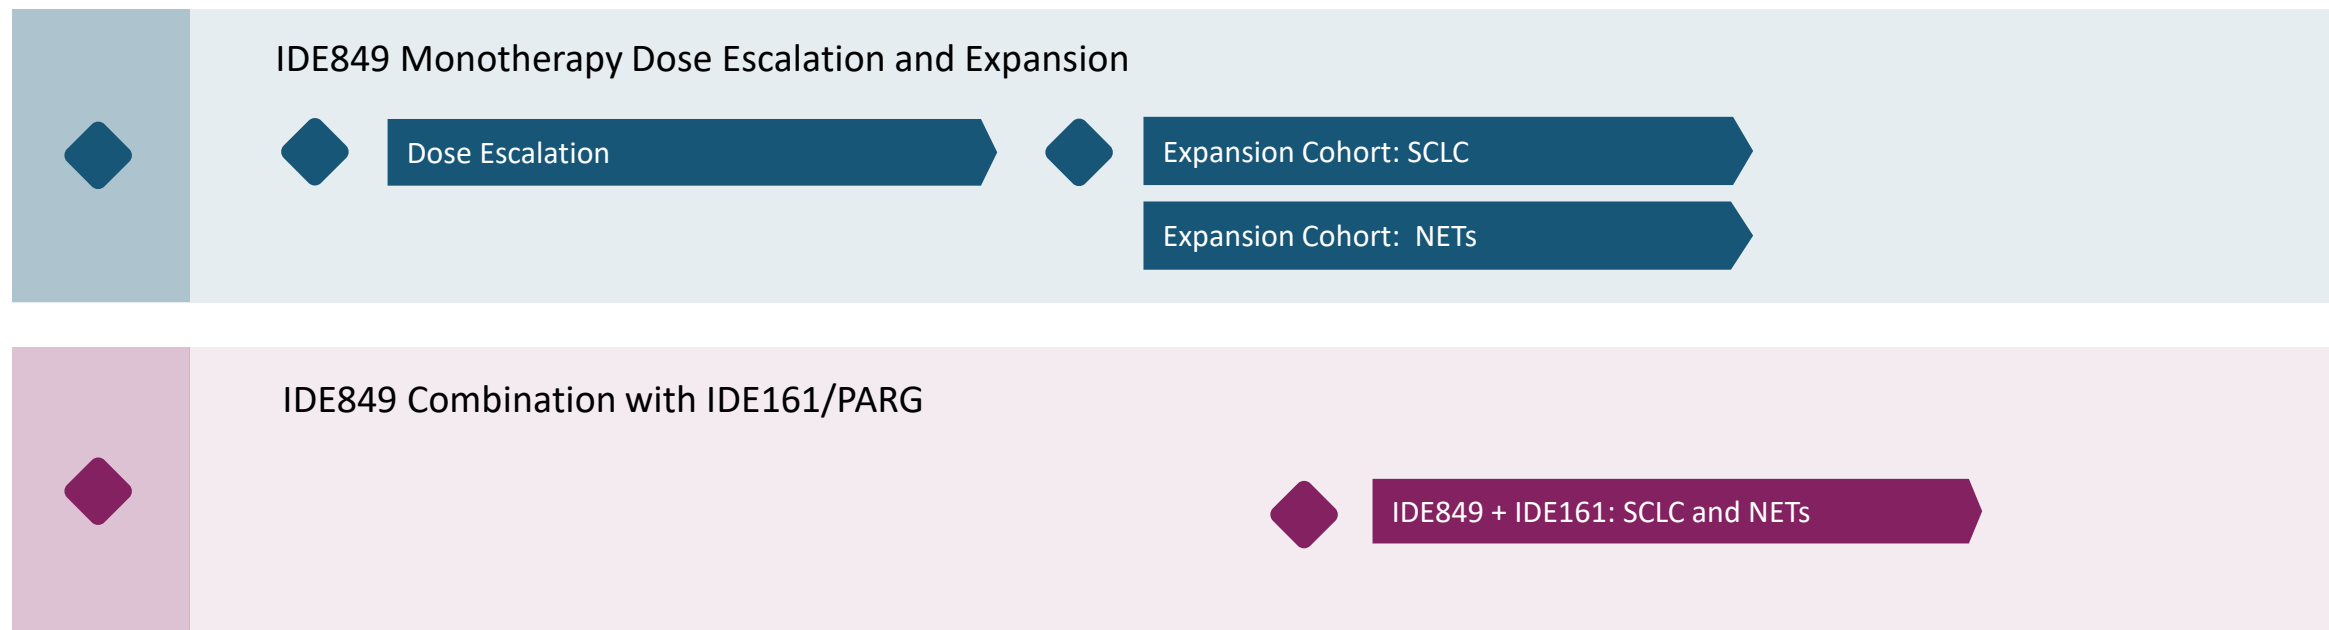 IDE849 Monotherapy Dose Escalation and Expansion
Dose Escalation
Expansion Cohort: SCLC
Expansion Cohort:  NETs
IDE849 Combination with IDE161/PARG
IDE849 + IDE161: SCLC and NETs